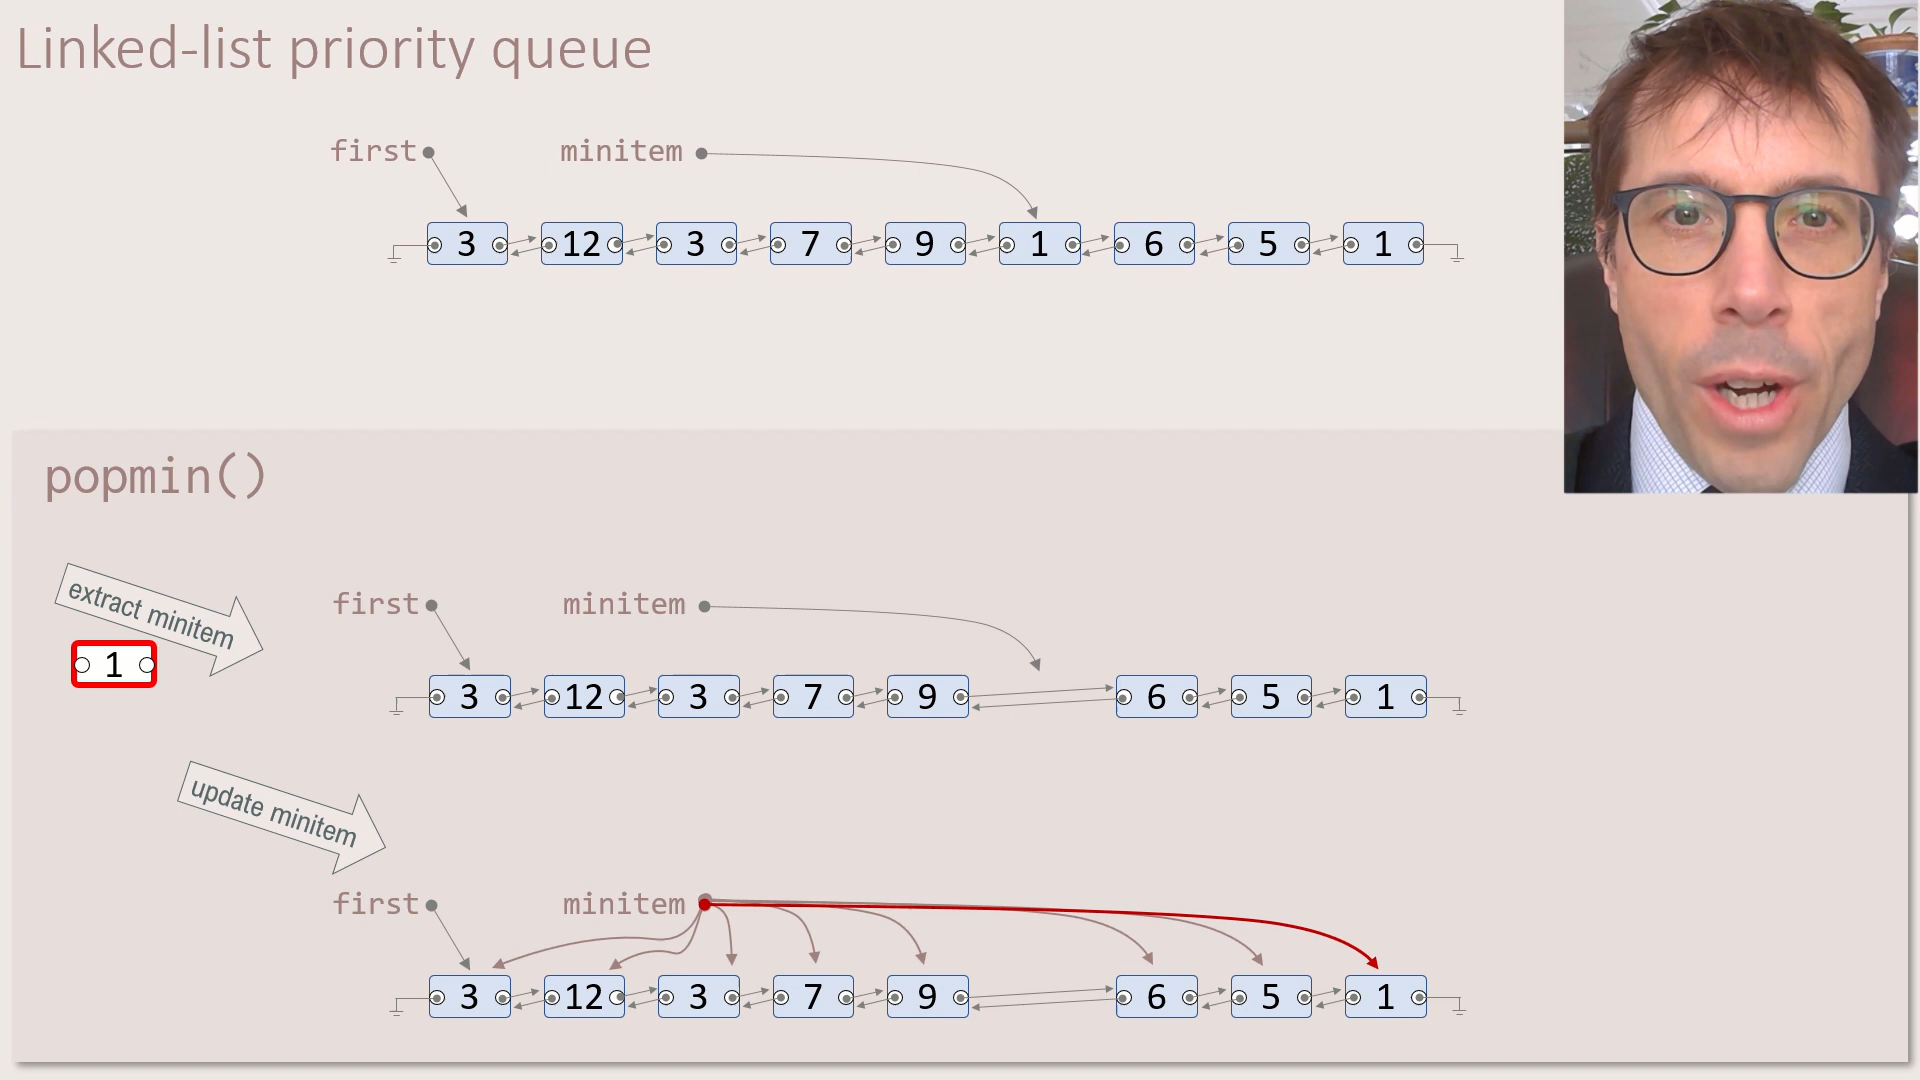 Linked-list priority queue
first minitem
3 12 3 7 9 1 6 5 1
popmin()
extract minitem
1
first minitem
3 12 3 7 9 6 5 1
update minitem
first minitem
3 12 3 7 9 6 5 1